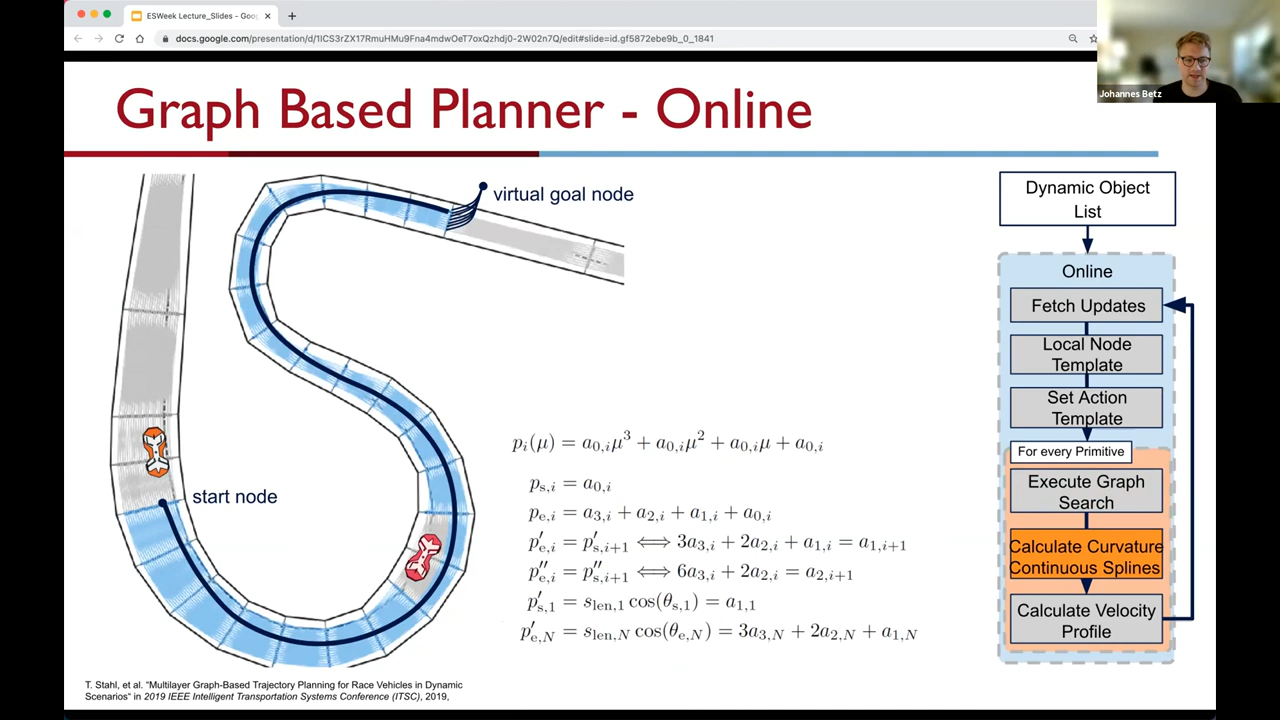 ESWeek Lecture_Slides - Goo
docs.google.com/presentation/d/1ICS3rZX17RmuHMu9Fna4mdwOeT7oxQzhdj0-2W02n7Q/edit#slide=id.gf5872ebe9b_0_1841
Johannes Betz
Graph Based Planner - Online
virtual goal node
start node
p_i(μ) = a_{0,i}μ³ + a_{0,i}μ² + a_{0,i}μ + a_{0,i}
p_{s,i} = a_{0,i}
p_{e,i} = a_{3,i} + a_{2,i} + a_{1,i} + a_{0,i}
p′_{e,i} = p′_{s,i+1} ⟺ 3a_{3,i} + 2a_{2,i} + a_{1,i} = a_{1,i+1}
p″_{e,i} = p″_{s,i+1} ⟺ 6a_{3,i} + 2a_{2,i} = a_{2,i+1}
p′_{s,1} = s_{len,1} cos(θ_{s,1}) = a_{1,1}
p′_{e,N} = s_{len,N} cos(θ_{e,N}) = 3a_{3,N} + 2a_{2,N} + a_{1,N}
Dynamic Object
List
Online
Fetch Updates
Local Node
Template
Set Action
Template
For every Primitive
Execute Graph
Search
Calculate Curvature
Continuous Splines
Calculate Velocity
Profile
T. Stahl, et al. "Multilayer Graph-Based Trajectory Planning for Race Vehicles in Dynamic
Scenarios" in 2019 IEEE Intelligent Transportation Systems Conference (ITSC), 2019,